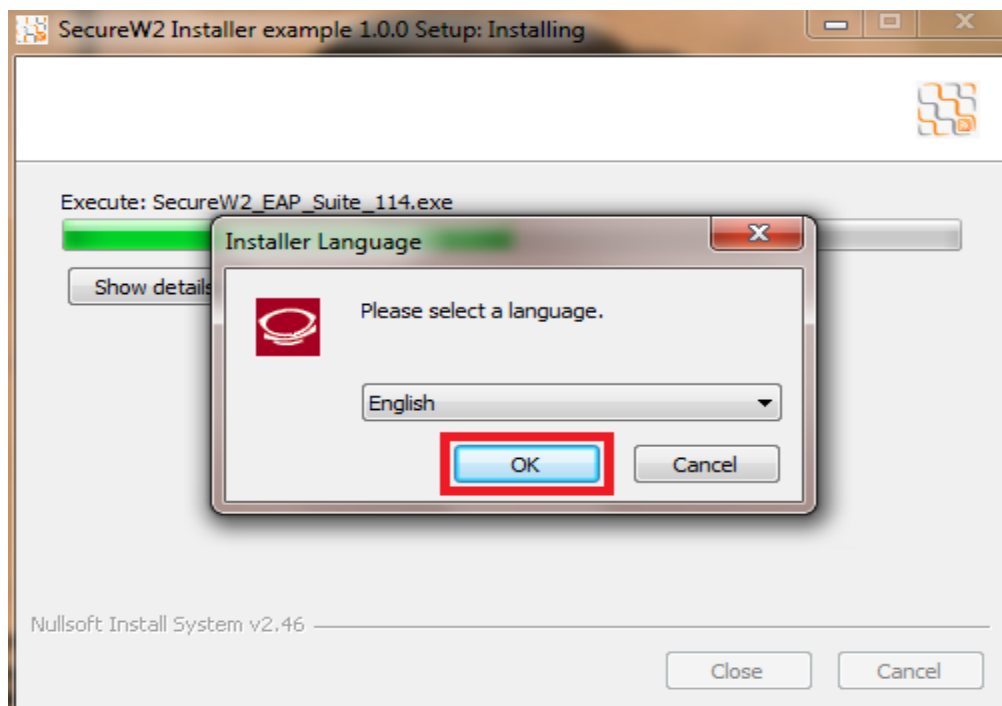 SecureW2 Installer example 1.0.0 Setup: Installing
Execute: SecureW2_EAP_Suite_114.exe
Installer Language
Show details
Please select a language.
English
OK
Cancel
Nullsoft Install System v2.46
Close
Cancel